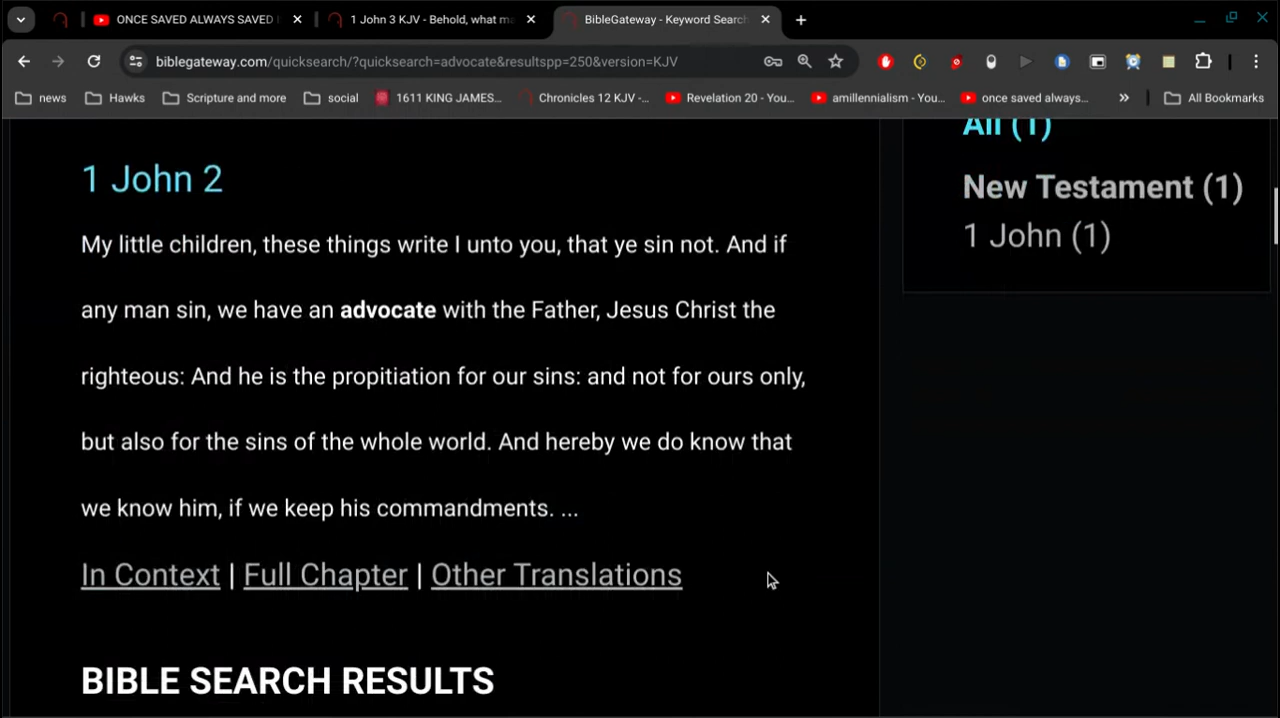 ONCE SAVED ALWAYS SAVED
1 John 3 KJV - Behold, what ma
BibleGateway - Keyword Search
biblegateway.com/quicksearch/?quicksearch=advocate&resultspp=250&version=KJV
news
Hawks
Scripture and more
social
1611 KING JAMES...
Chronicles 12 KJV -...
Revelation 20 - You...
amillennialism - You...
once saved always...
All Bookmarks
All (1)
1 John 2
New Testament (1)
1 John (1)
My little children, these things write I unto you, that ye sin not. And if
any man sin, we have an advocate with the Father, Jesus Christ the
righteous: And he is the propitiation for our sins: and not for ours only,
but also for the sins of the whole world. And hereby we do know that
we know him, if we keep his commandments. ...
In Context | Full Chapter | Other Translations
BIBLE SEARCH RESULTS